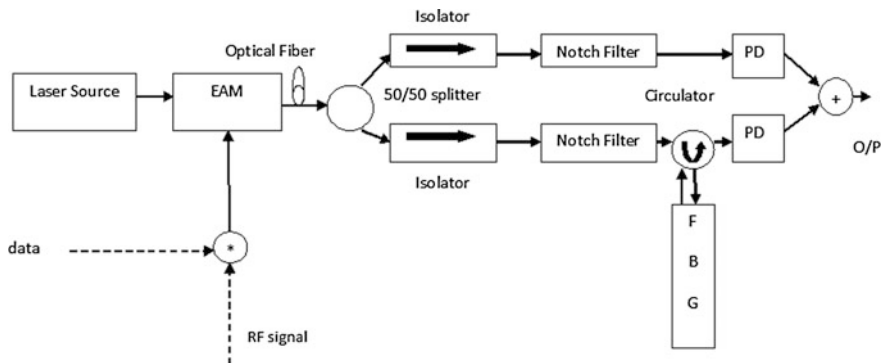 Isolator
Optical Fiber
Notch Filter
PD
Laser Source
EAM
50/50 splitter
Circulator
+
Notch Filter
PD
O/P
Isolator
F
B
G
data
*
RF signal